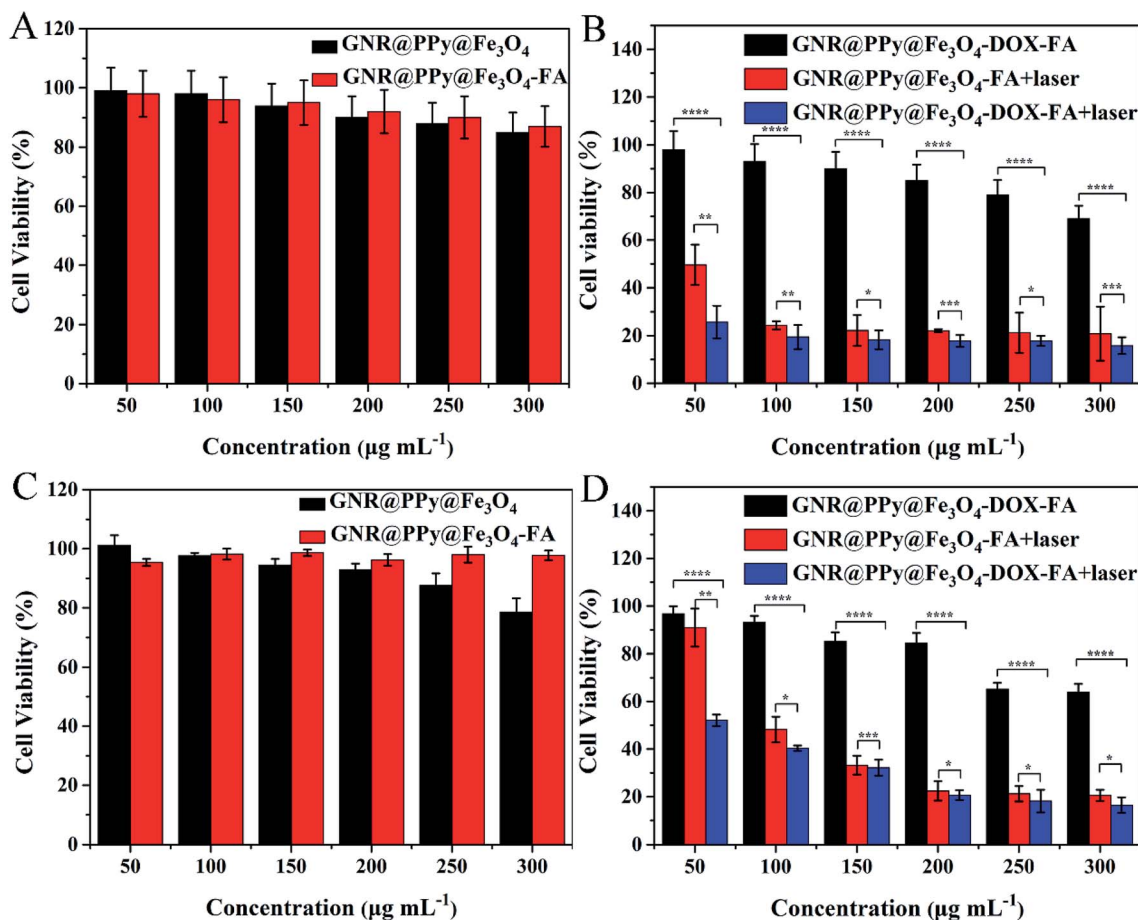 A
GNR@PPy@Fe₃O₄
GNR@PPy@Fe₃O₄-FA
Cell Viability (%)
120
100
80
60
40
20
0
50 100 150 200 250 300
Concentration (µg mL⁻¹)
B
GNR@PPy@Fe₃O₄-DOX-FA
GNR@PPy@Fe₃O₄-FA+laser
GNR@PPy@Fe₃O₄-DOX-FA+laser
Cell viability (%)
140
120
100
80
60
40
20
0
**** **** **** **** **** ****
** ** * *** * ***
50 100 150 200 250 300
Concentration (µg mL⁻¹)
C
GNR@PPy@Fe₃O₄
GNR@PPy@Fe₃O₄-FA
Cell Viability (%)
120
100
80
60
40
20
0
50 100 150 200 250 300
Concentration (µg mL⁻¹)
D
GNR@PPy@Fe₃O₄-DOX-FA
GNR@PPy@Fe₃O₄-FA+laser
GNR@PPy@Fe₃O₄-DOX-FA+laser
Cell Viability (%)
140
120
100
80
60
40
20
0
**** **** **** **** **** ****
** * *** * * *
50 100 150 200 250 300
Concentration (µg mL⁻¹)